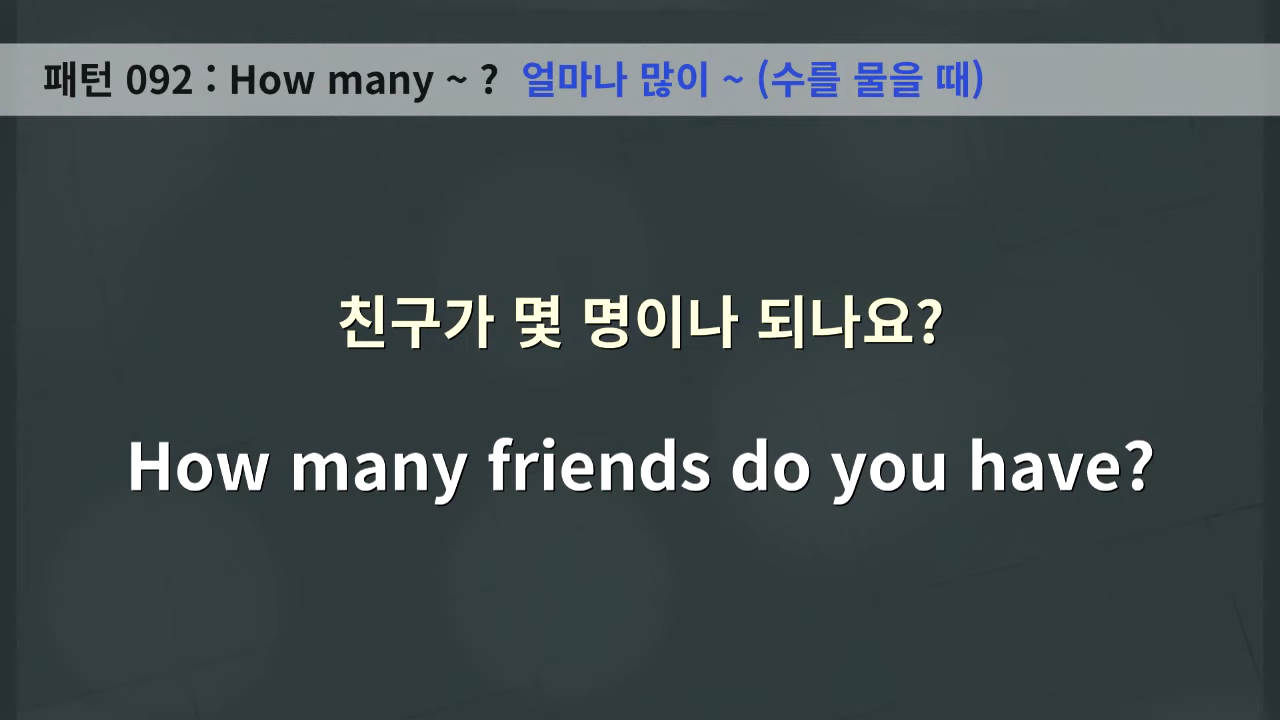 패턴 092 : How many ~ ? 얼마나 많이 ~ (수를 물을 때)
친구가 몇 명이나 되나요?
How many friends do you have?